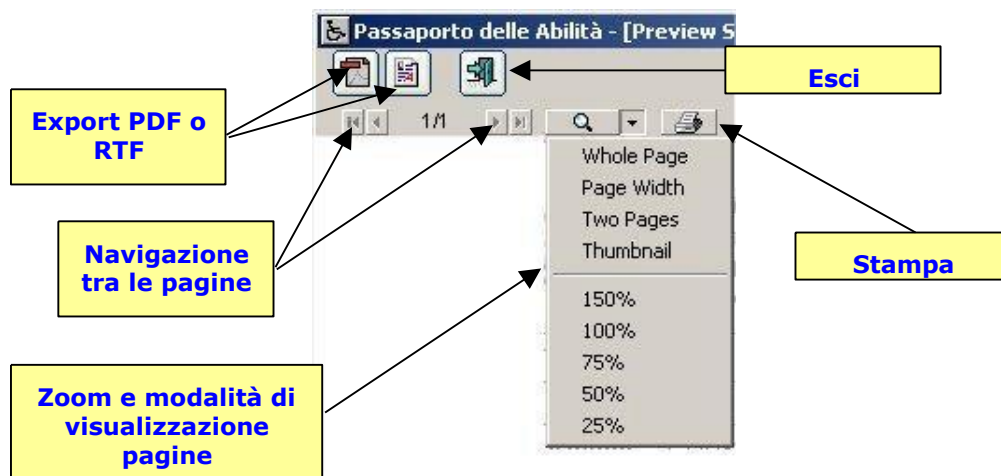 Passaporto delle Abilità - [Preview S
Esci
Export PDF o
RTF
1/1
Whole Page
Page Width
Two Pages
Thumbnail
Navigazione
tra le pagine
Stampa
150%
100%
75%
50%
25%
Zoom e modalità di
visualizzazione
pagine